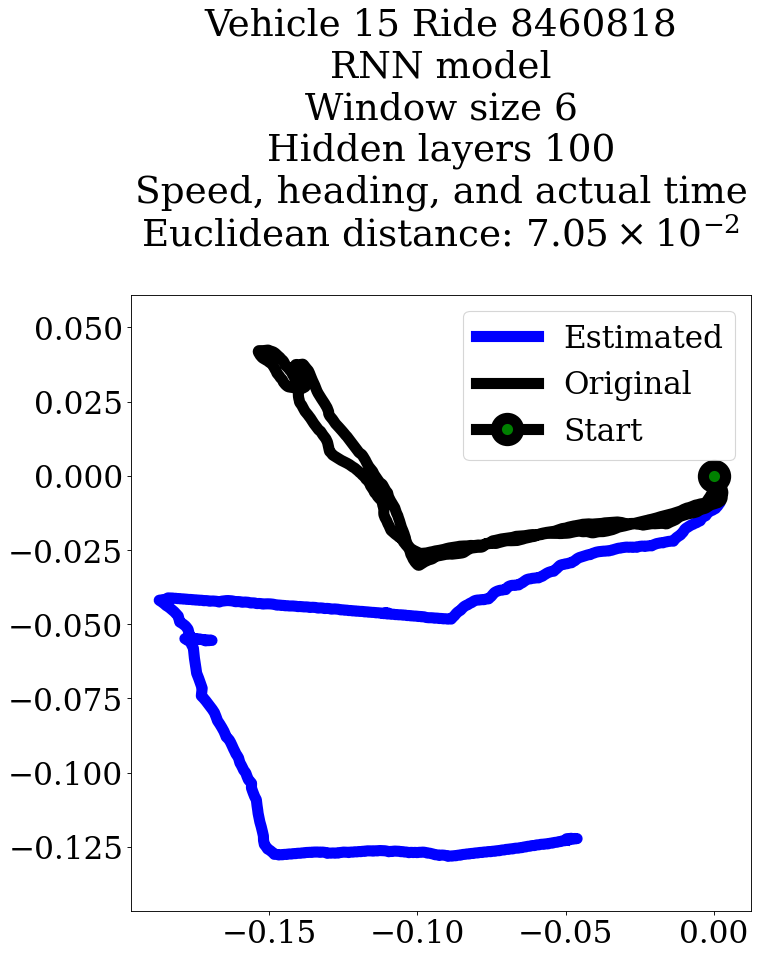 Vehicle 15 Ride 8460818
RNN model
Window size 6
Hidden layers 100
Speed, heading, and actual time
Euclidean distance: 7.05 × 10⁻²
Estimated
Original
Start
0.050
0.025
0.000
−0.025
−0.050
−0.075
−0.100
−0.125
−0.15 −0.10 −0.05 0.00